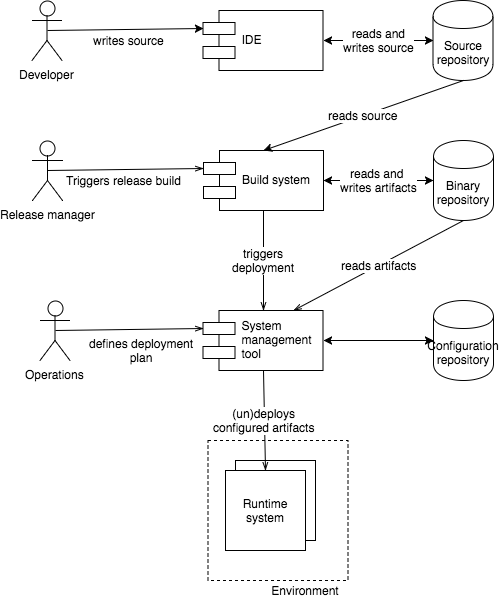 writes source
IDE
reads and
writes source
Source
repository
Developer
reads source
Triggers release build
Build system
reads and
writes artifacts
Binary
repository
Release manager
triggers
deployment
reads artifacts
defines deployment
plan
System
management
tool
Configuration
repository
Operations
(un)deploys
configured artifacts
Runtime
system
Environment